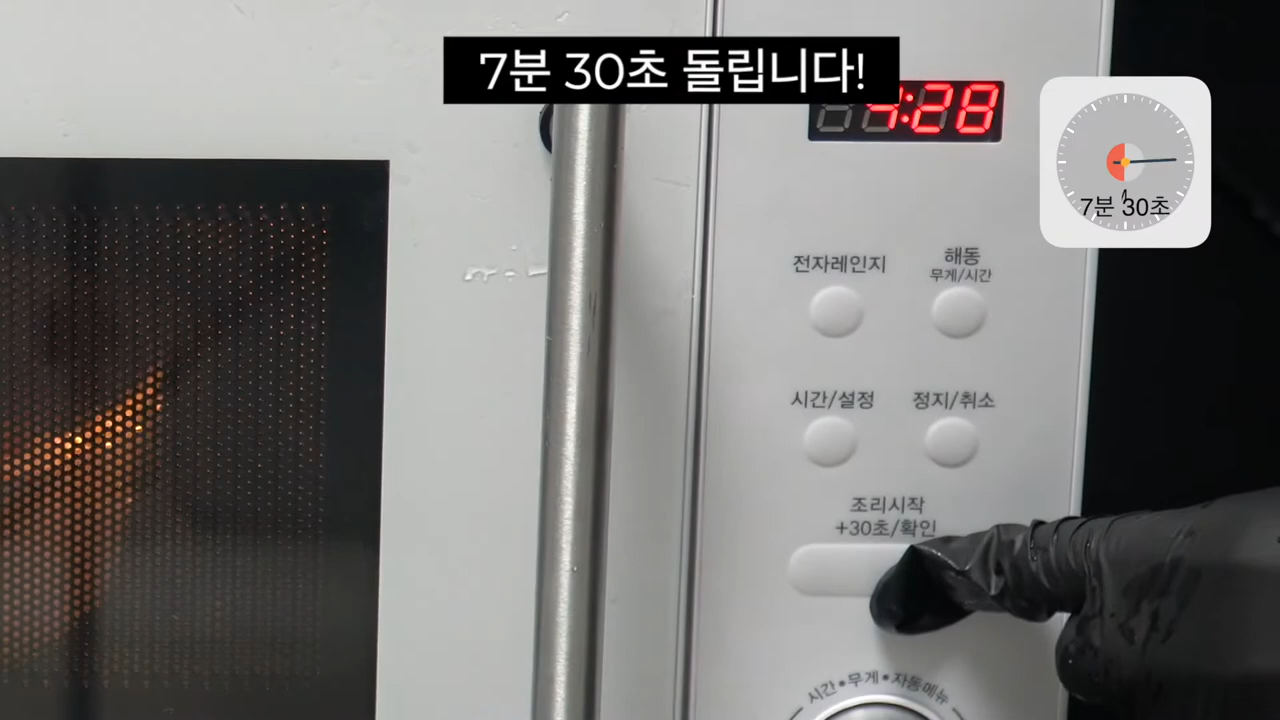 7분 30초 돌립니다!
4:28
7분 30초
전자레인지
해동
무게/시간
시간/설정
정지/취소
조리시작
+30초/확인
시간•무게•자동메뉴